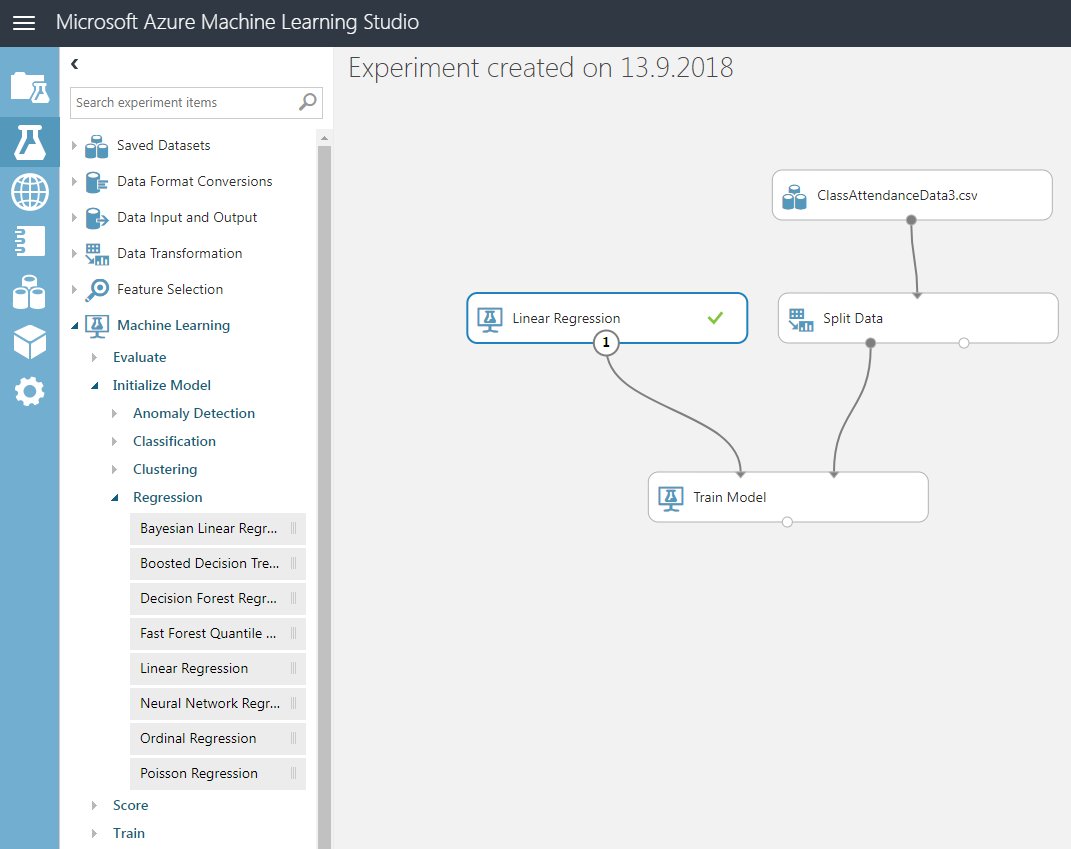 Microsoft Azure Machine Learning Studio
Search experiment items
Saved Datasets
Data Format Conversions
Data Input and Output
Data Transformation
Feature Selection
Machine Learning
Evaluate
Initialize Model
Anomaly Detection
Classification
Clustering
Regression
Bayesian Linear Regr...
Boosted Decision Tre...
Decision Forest Regr...
Fast Forest Quantile ...
Linear Regression
Neural Network Regr...
Ordinal Regression
Poisson Regression
Score
Train
Experiment created on 13.9.2018
ClassAttendanceData3.csv
Linear Regression
1
Split Data
Train Model